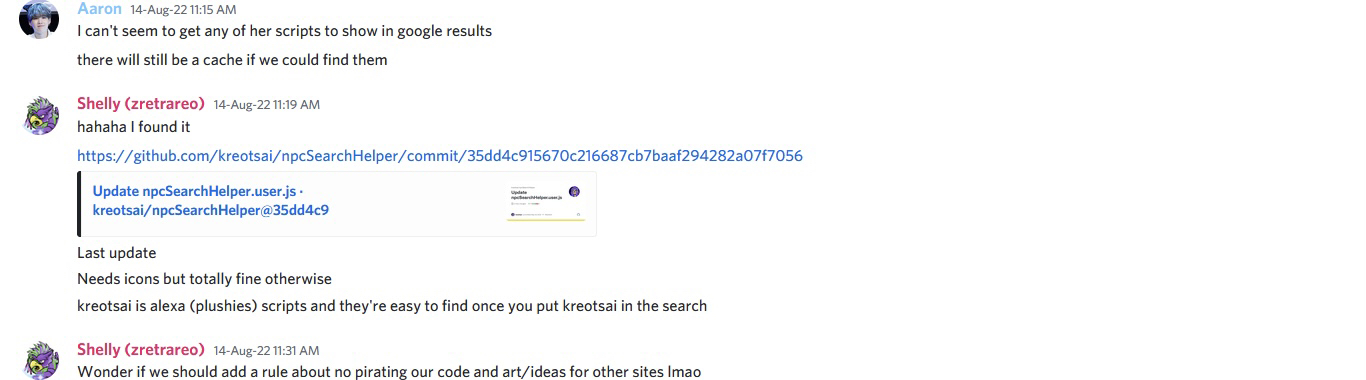 Aaron 14-Aug-22 11:15 AM
I can't seem to get any of her scripts to show in google results
there will still be a cache if we could find them
Shelly (zretrareo) 14-Aug-22 11:19 AM
hahaha I found it
https://github.com/kreotsai/npcSearchHelper/commit/35dd4c915670c216687cb7baaf294282a07f7056
Update npcSearchHelper.user.js ·
kreotsai/npcSearchHelper@35dd4c9
Update
npcSearchHelper.user.js
Last update
Needs icons but totally fine otherwise
kreotsai is alexa (plushies) scripts and they're easy to find once you put kreotsai in the search
Shelly (zretrareo) 14-Aug-22 11:31 AM
Wonder if we should add a rule about no pirating our code and art/ideas for other sites lmao